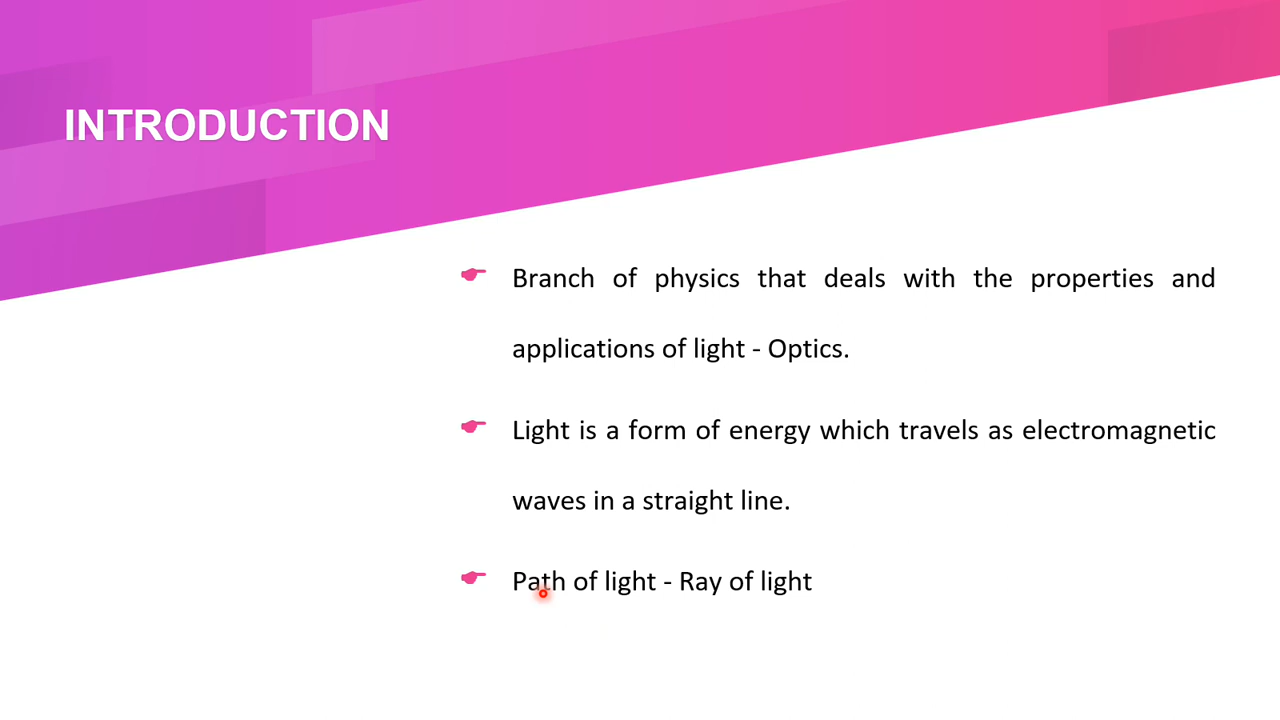 INTRODUCTION
Branch of physics that deals with the properties and
applications of light - Optics.
Light is a form of energy which travels as electromagnetic
waves in a straight line.
Path of light - Ray of light